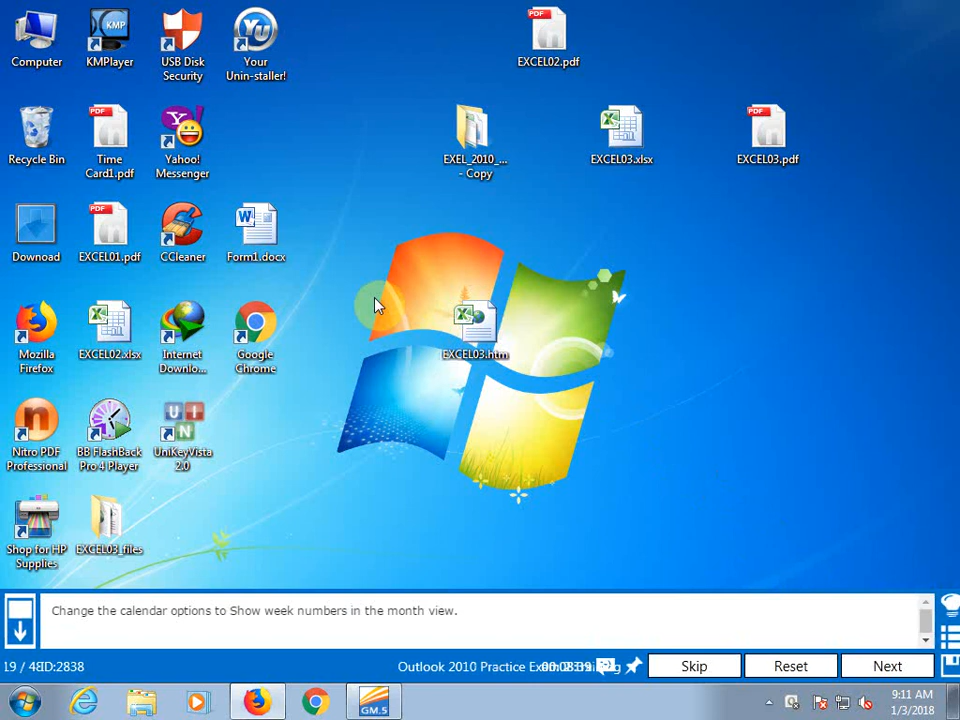 Computer
KMPlayer
USB Disk
Security
Your
Unin-staller!
EXCEL02.pdf
Recycle Bin
Time
Card1.pdf
Yahoo!
Messenger
EXEL_2010_...
- Copy
EXCEL03.xlsx
EXCEL03.pdf
Downoad
EXCEL01.pdf
CCleaner
Form1.docx
Mozilla
Firefox
EXCEL02.xlsx
Internet
Downlo...
Google
Chrome
EXCEL03.htm
Nitro PDF
Professional
BB FlashBack
Pro 4 Player
UniKeyVista
2.0
Shop for HP
Supplies
EXCEL03_files
Change the calendar options to Show week numbers in the month view.
19 / 48 ID:2838
Outlook 2010 Practice
Skip
Reset
Next
GM.5
9:11 AM
1/3/2018